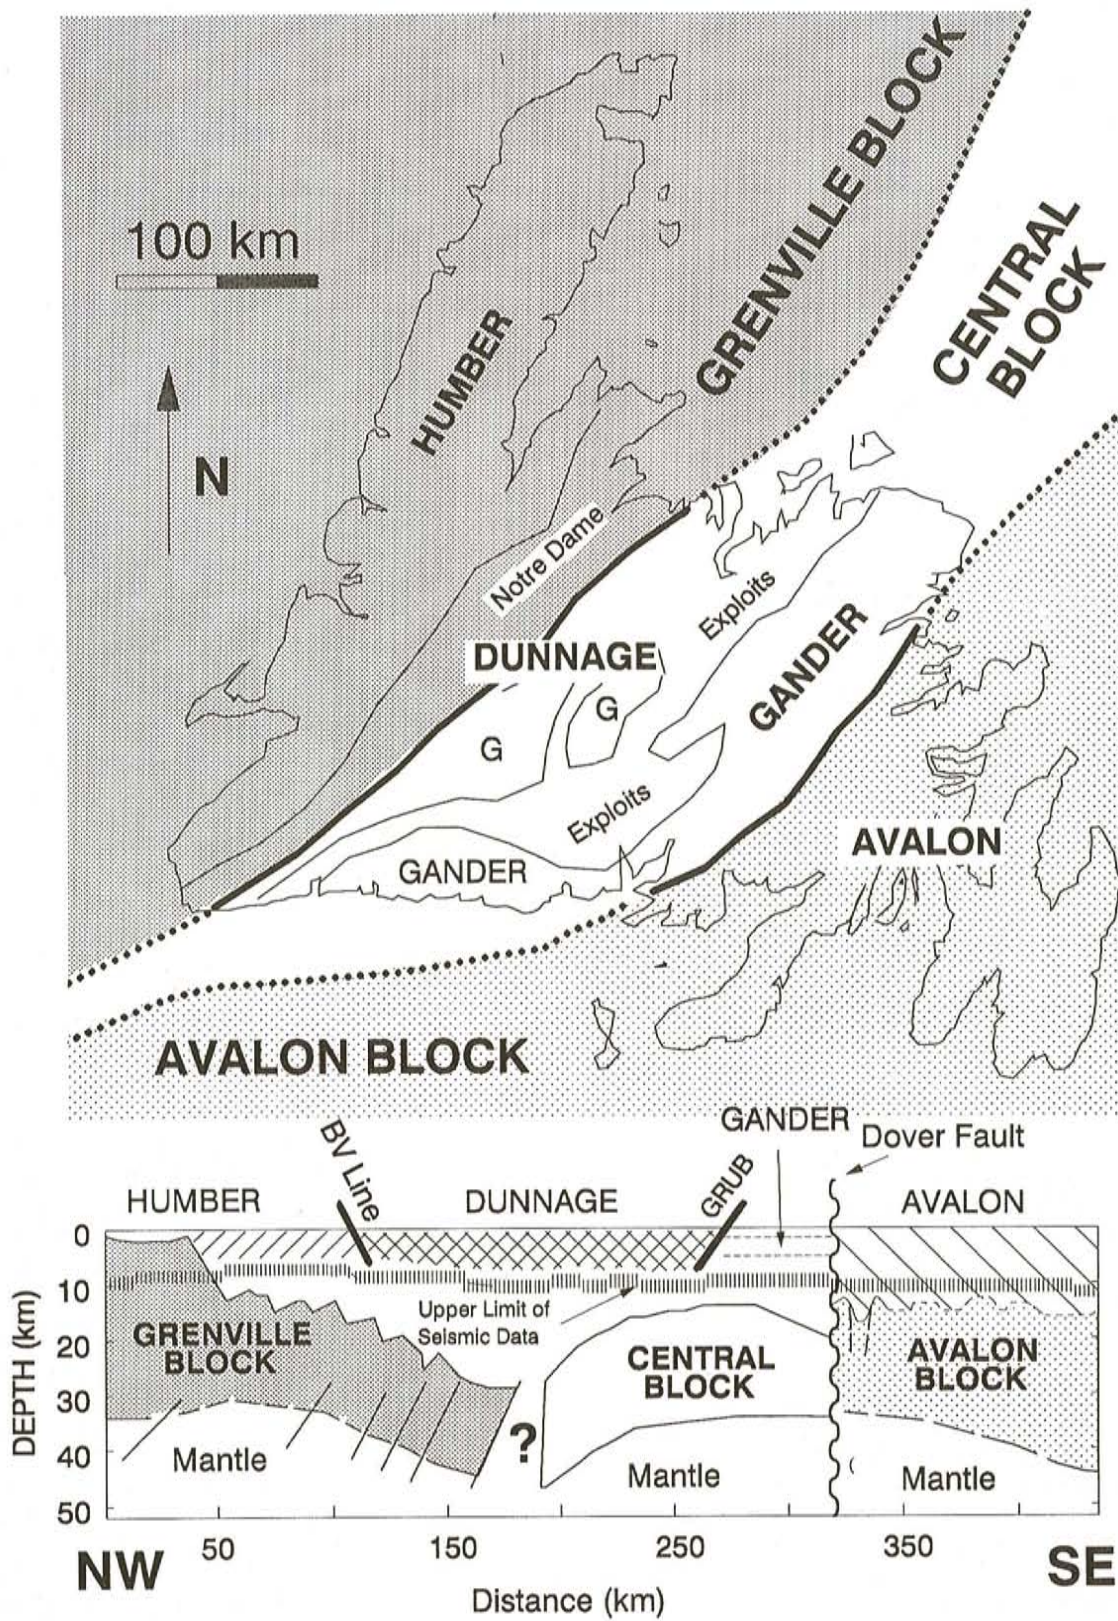 GRENVILLE BLOCK
100 km
CENTRAL
BLOCK
HUMBER
N
Notre Dame
Exploits
DUNNAGE
GANDER
G
G
Exploits
AVALON
GANDER
AVALON BLOCK
GANDER
Dover Fault
BV Line
GRUB
HUMBER
DUNNAGE
AVALON
0
10
20
30
40
50
DEPTH (km)
Upper Limit of
Seismic Data
GRENVILLE
BLOCK
CENTRAL
BLOCK
AVALON
BLOCK
?
Mantle
Mantle
Mantle
50
150
250
350
NW
SE
Distance (km)